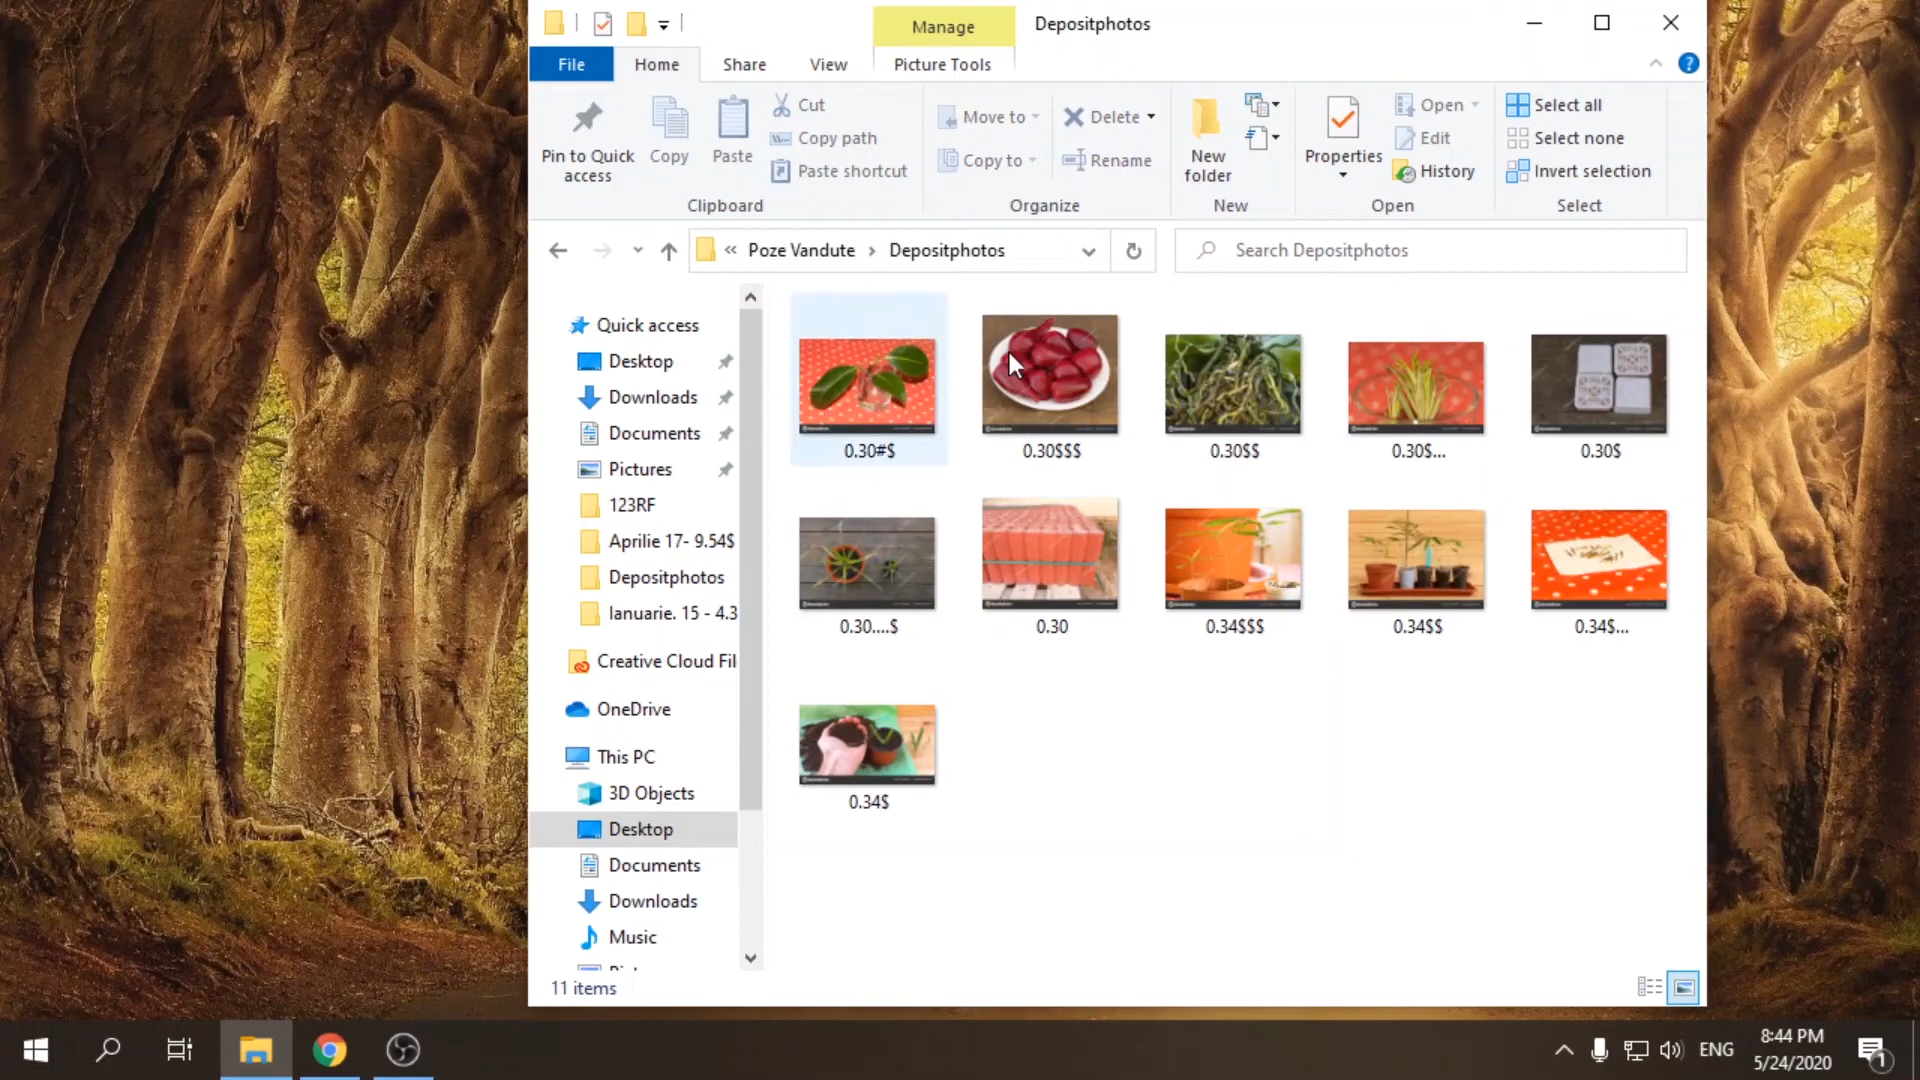 Manage
Depositphotos
File
Home
Share
View
Picture Tools
Pin to Quick access
Copy
Paste
Cut
Copy path
Paste shortcut
Move to
Copy to
Delete
Rename
New folder
Properties
Open
Edit
History
Select all
Select none
Invert selection
Clipboard
Organize
New
Open
Select
« Poze Vandute › Depositphotos
Search Depositphotos
Quick access
Desktop
Downloads
Documents
Pictures
123RF
Aprilie 17- 9.54$
Depositphotos
Ianuarie. 15 - 4.3
Creative Cloud Fil
OneDrive
This PC
3D Objects
Desktop
Documents
Downloads
Music
0.30#$
0.30$$$
0.30$$
0.30$...
0.30$
0.30....$
0.30
0.34$$$
0.34$$
0.34$...
0.34$
11 items
ENG
8:44 PM
5/24/2020
1